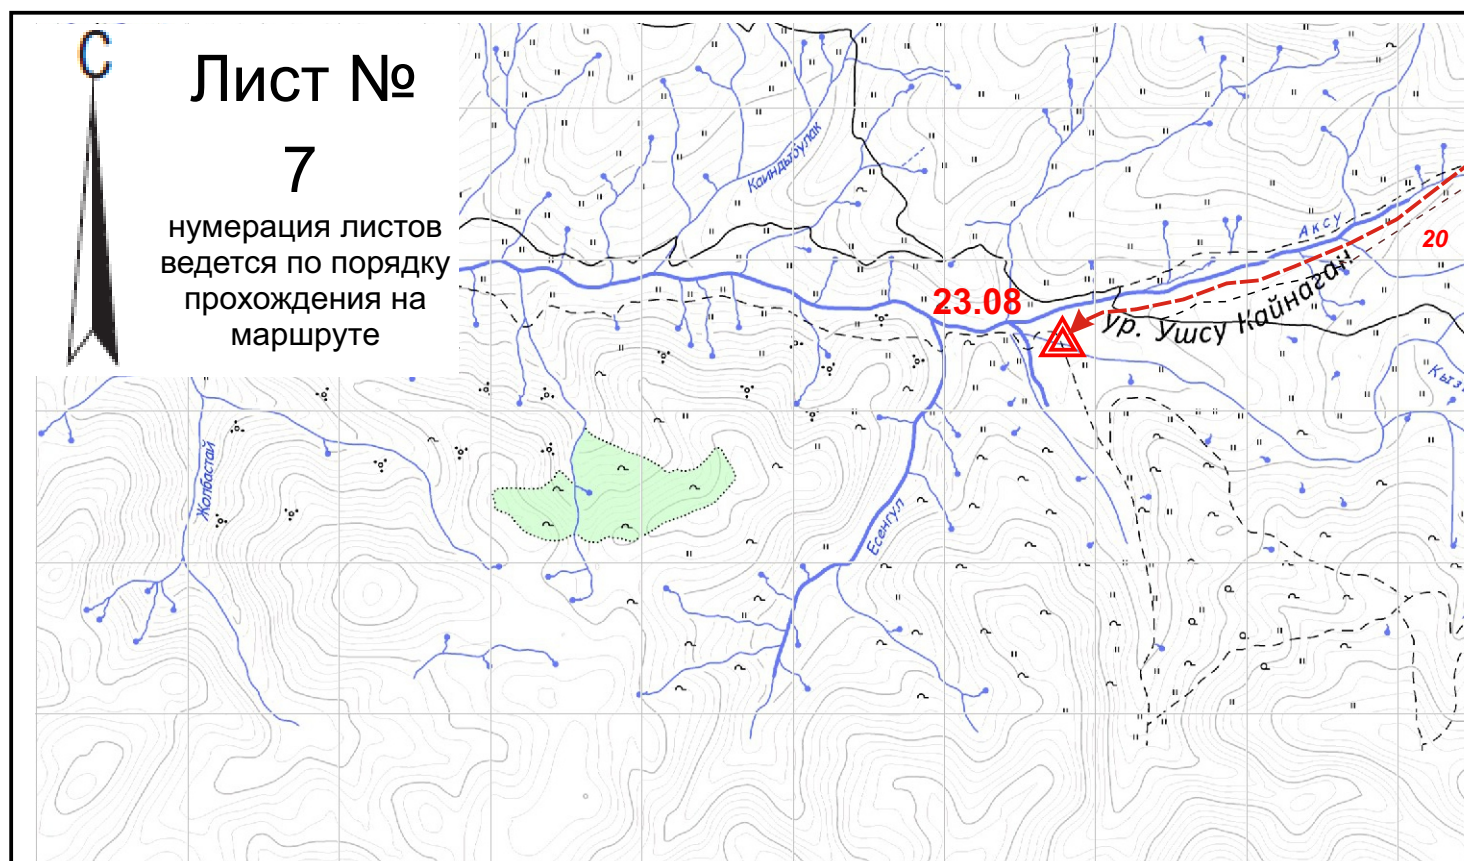 С
Лист №
7
нумерация листов
ведется по порядку
прохождения на
маршруте
Каиндыбулак
Аксу
20
23.08
ур. Ушсу Кайнаган
Жолбастай
Есенгул